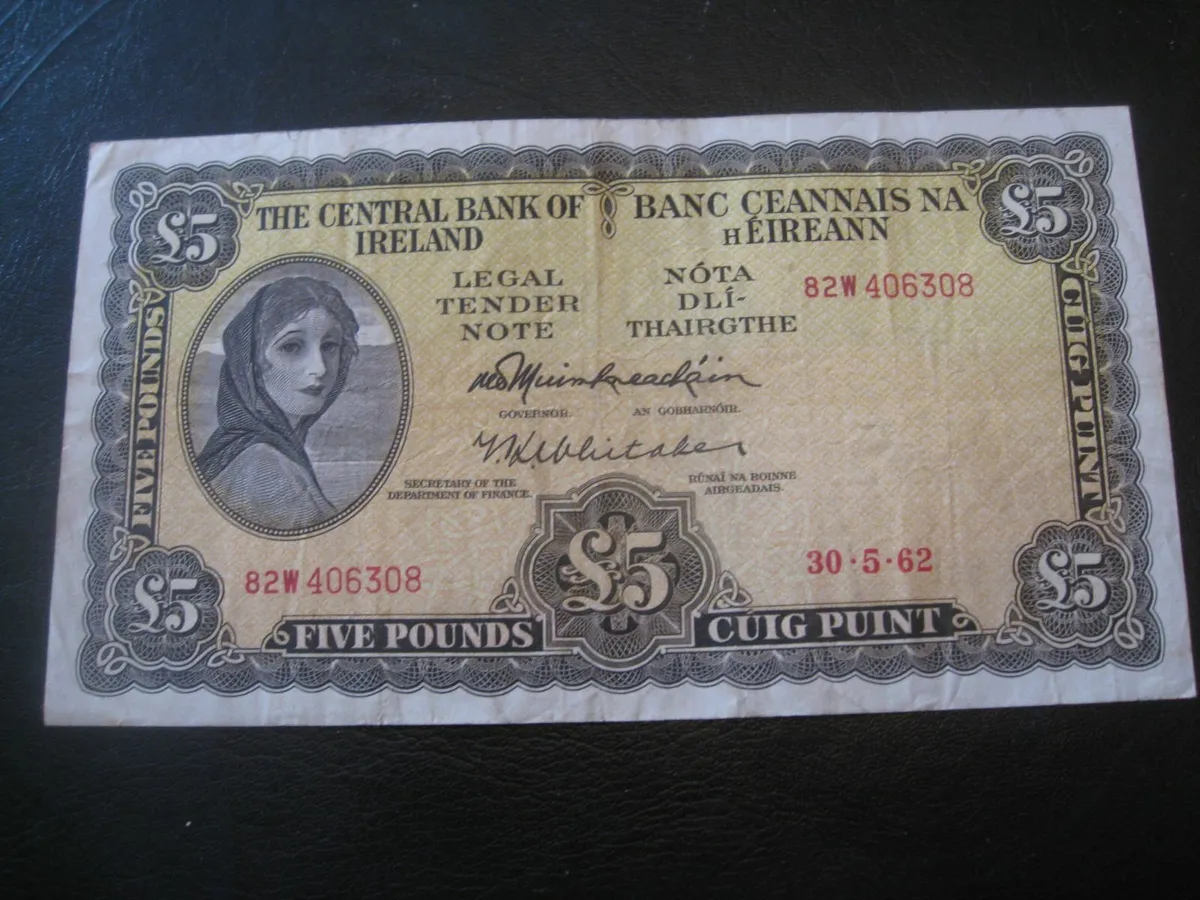 £5
£5
THE CENTRAL BANK OF
IRELAND
BANC CEANNAIS NA
hÉIREANN
LEGAL
TENDER
NOTE
NÓTA
DLÍ-
THAIRGTHE
82W 406308
FIVE POUNDS
CÚIG PUINT
M Ó Muimhneacháin
GOVERNOR.
AN GOBHARNÓIR.
T.K. Whitaker
SECRETARY OF THE
DEPARTMENT OF FINANCE.
RÚNAÍ NA ROINNE
AIRGEADAIS.
82W 406308
£5
30·5·62
£5
£5
FIVE POUNDS
CÚIG PUINT